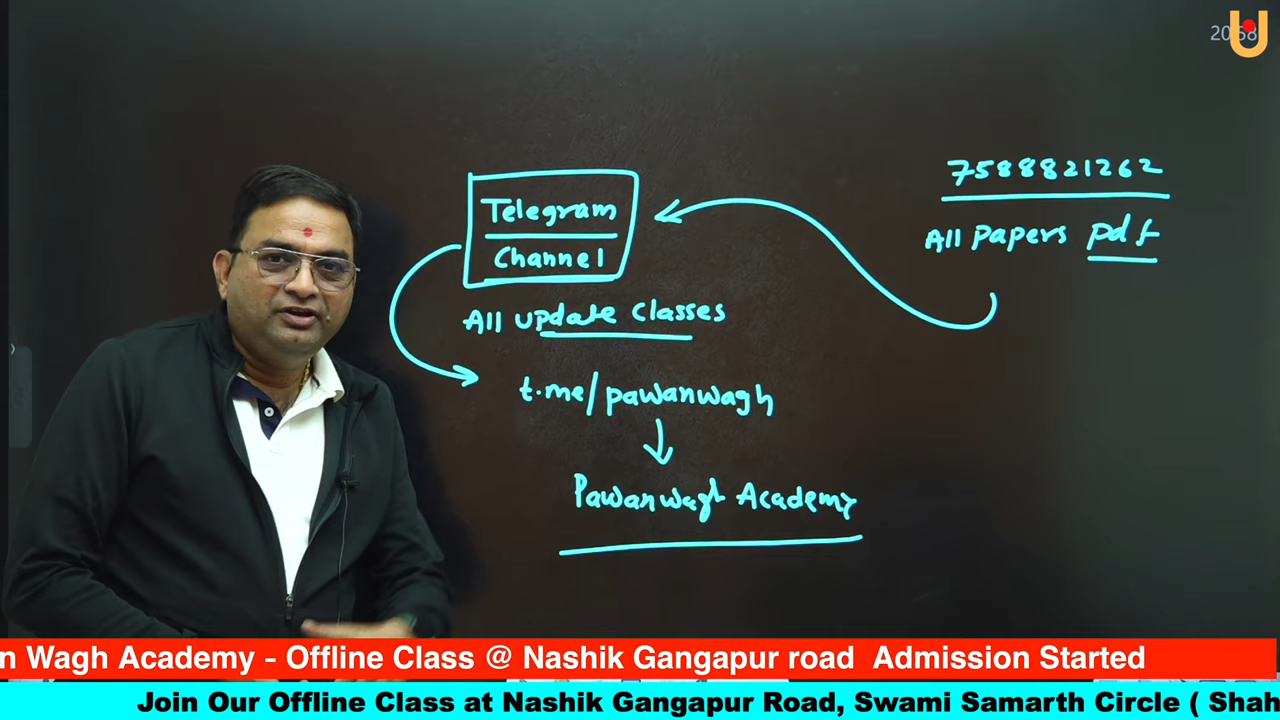 7588821262
All Papers pdf
Telegram
Channel
All update classes
t.me/pawanwagh
Pawanwagh Academy
n Wagh Academy - Offline Class @ Nashik Gangapur road Admission Started
Join Our Offline Class at Nashik Gangapur Road, Swami Samarth Circle ( Shah